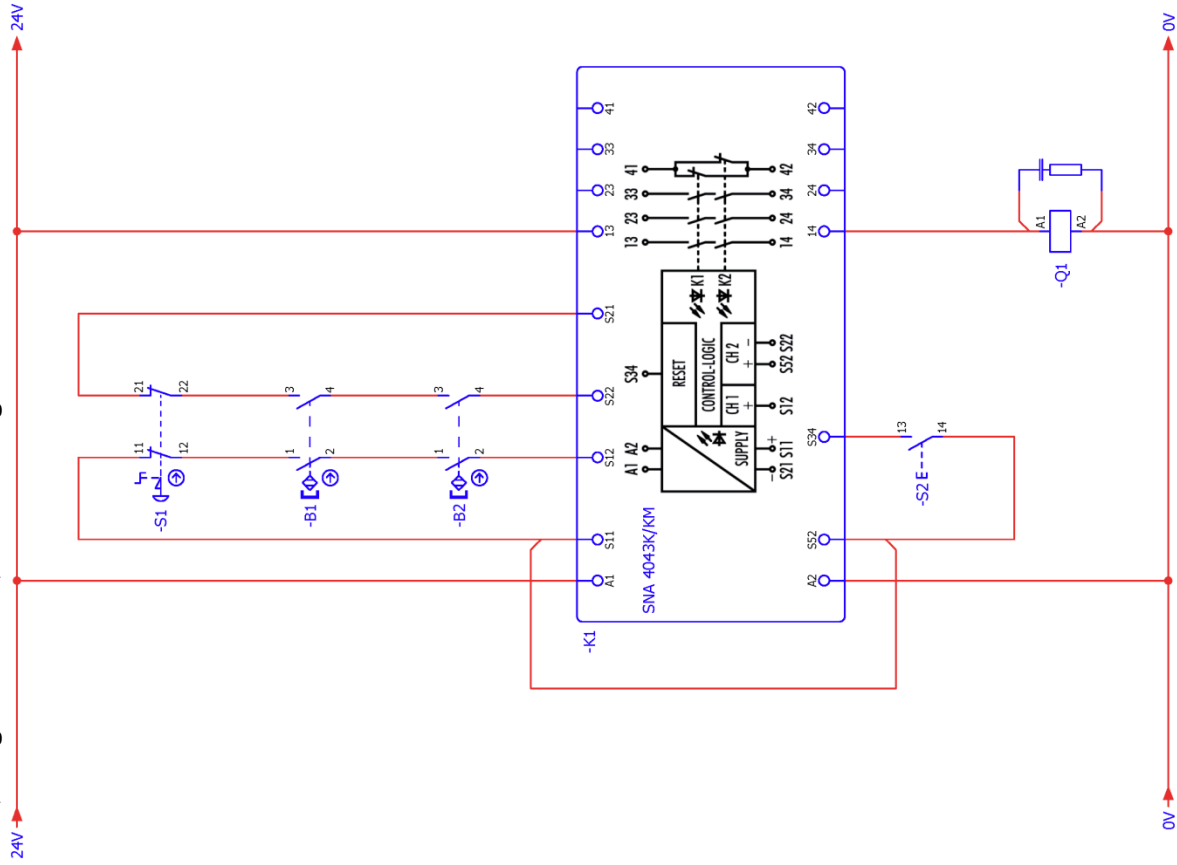 24V
24V
0V
0V
41
33
23
13
S21
S22
S12
S11
A1
42
34
24
14
S34
S52
A2
41
33
23
13
42
34
24
14
K1
K2
S34
RESET
CONTROL-LOGIC
CH 2
+ -
CH 1
+
S22
S52
S12
A1 A2
SUPPLY
S11 +
S21 -
SNA 4043K/KM
-K1
21
22
11
12
-S1
3
4
1
2
-B1
3
4
1
2
-B2
13
14
-S2
A1
A2
-Q1